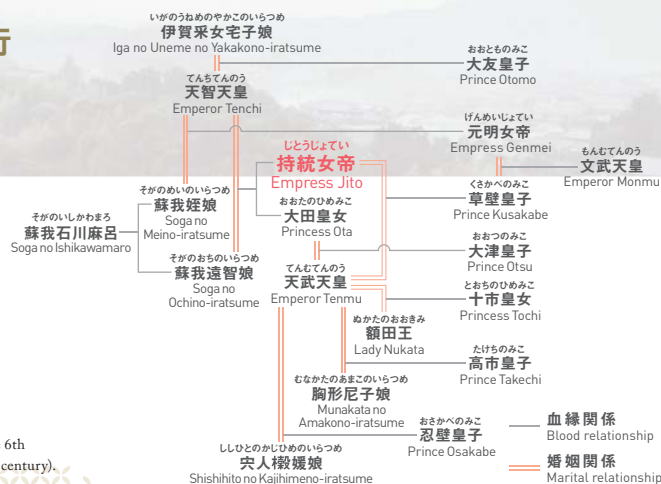 行
いがのうねめのやかこのいらつめ
伊賀采女宅子娘
Iga no Uneme no Yakakono-iratsume
おおとものみこ
大友皇子
Prince Otomo
てんちてんのう
天智天皇
Emperor Tenchi
げんめいじょてい
元明女帝
Empress Genmei
もんむてんのう
文武天皇
Emperor Monmu
じとうじょてい
持統女帝
Empress Jito
くさかべのみこ
草壁皇子
Prince Kusakabe
そがのめいのいらつめ
蘇我姪娘
Soga no
Meino-iratsume
おおたのひめみこ
大田皇女
Princess Ota
そがのいしかわまろ
蘇我石川麻呂
Soga no Ishikawamaro
おおつのみこ
大津皇子
Prince Otsu
そがのおちのいらつめ
蘇我遠智娘
Soga no
Ochino-iratsume
てんむてんのう
天武天皇
Emperor Tenmu
とおちのひめみこ
十市皇女
Princess Tochi
ぬかたのおおきみ
額田王
Lady Nukata
たけちのみこ
高市皇子
Prince Takechi
むなかたのあまこのいらつめ
胸形尼子娘
Munakata no
Amakono-iratsume
おさかべのみこ
忍壁皇子
Prince Osakabe
ししひとのかじひめのいらつめ
宍人檓媛娘
Shishihito no Kajihimeno-iratsume
血縁関係
Blood relationship
婚姻関係
Marital relationship
6th
century).